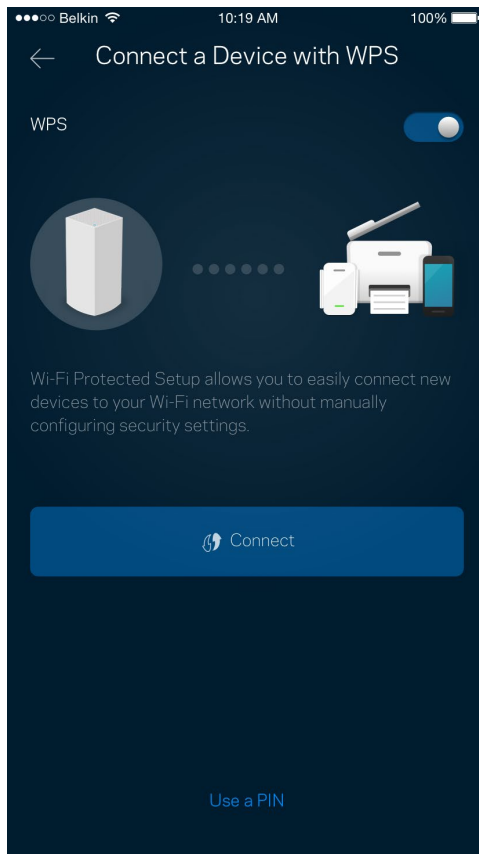 Belkin 10:19 AM 100%
Connect a Device with WPS
WPS
Wi-Fi Protected Setup allows you to easily connect new
devices to your Wi-Fi network without manually
configuring security settings.
Connect
Use a PIN